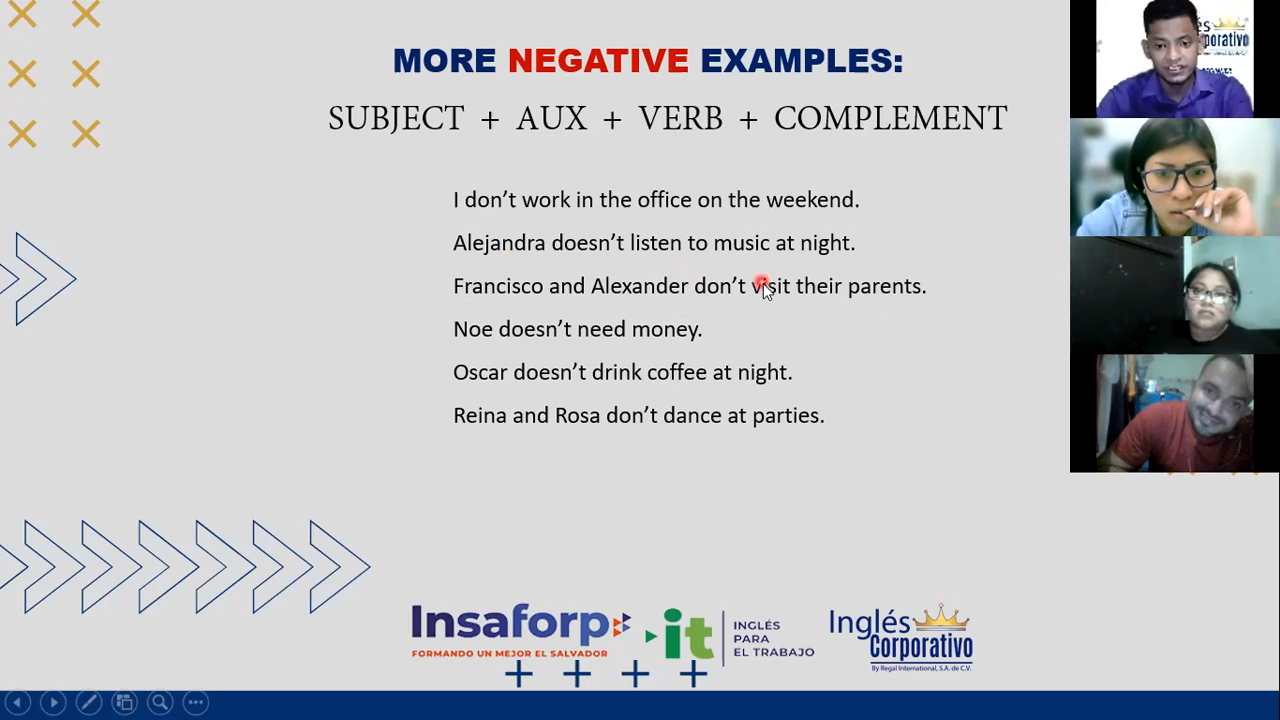 MORE NEGATIVE EXAMPLES:
SUBJECT + AUX + VERB + COMPLEMENT
I don’t work in the office on the weekend.
Alejandra doesn’t listen to music at night.
Francisco and Alexander don’t visit their parents.
Noe doesn’t need money.
Oscar doesn’t drink coffee at night.
Reina and Rosa don’t dance at parties.
Insaforp
FORMANDO UN MEJOR EL SALVADOR
it
INGLÉS
PARA
EL TRABAJO
Inglés
Corporativo
By Regal International, S.A. de C.V.